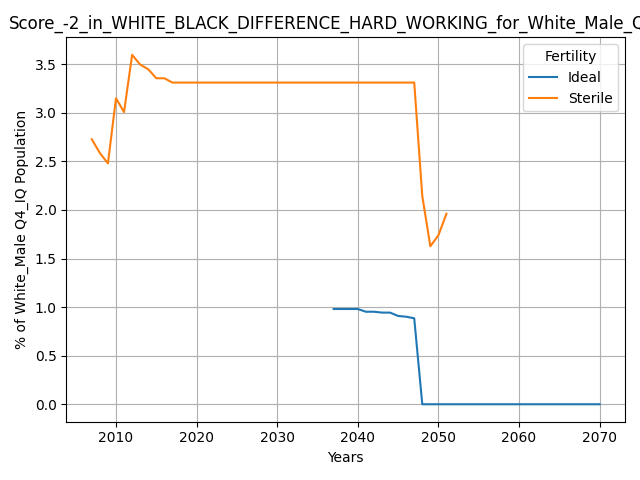 Score_-2_in_WHITE_BLACK_DIFFERENCE_HARD_WORKING_for_White_Male_Q
Fertility
Ideal
Sterile
% of White_Male Q4_IQ Population
3.5
3.0
2.5
2.0
1.5
1.0
0.5
0.0
2010 2020 2030 2040 2050 2060 2070
Years